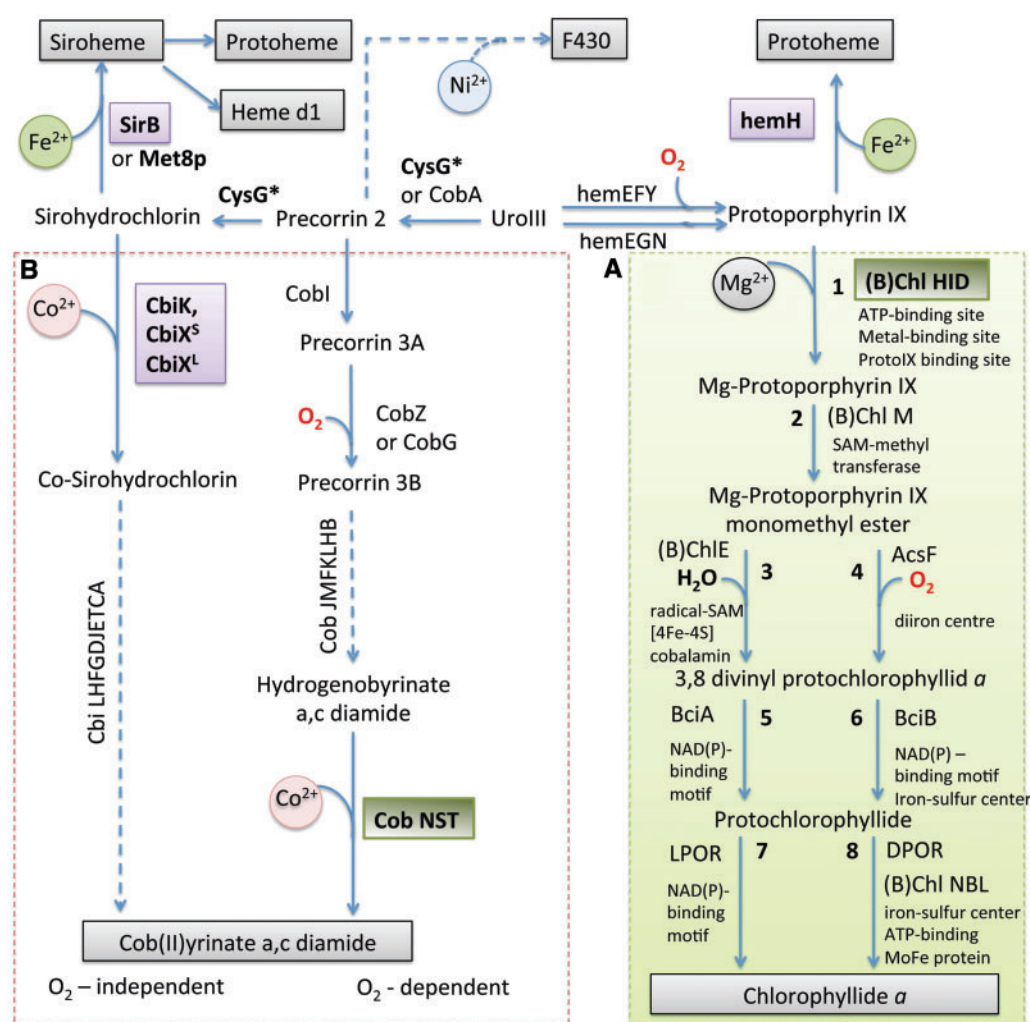 Siroheme
Protoheme
F430
Protoheme
Ni²⁺
Heme d1
Fe²⁺
SirB
or Met8p
hemH
Fe²⁺
CysG*
CysG*
or CobA
O₂
hemEFY
Sirohydrochlorin
Precorrin 2
UroIII
Protoporphyrin IX
hemEGN
B
Co²⁺
CbiK,
CbiXˢ
CbiXᴸ
CobI
Precorrin 3A
O₂
CobZ
or CobG
Co-Sirohydrochlorin
Precorrin 3B
Cbi LHFGDJETCA
Cob JMFKLHB
Hydrogenobyrinate
a,c diamide
Co²⁺
Cob NST
Cob(II)yrinate a,c diamide
O₂ – independent
O₂ - dependent
A
Mg²⁺
1
(B)Chl HID
ATP-binding site
Metal-binding site
ProtoIX binding site
Mg-Protoporphyrin IX
2
(B)Chl M
SAM-methyl
transferase
Mg-Protoporphyrin IX
monomethyl ester
(B)ChlE
H₂O
3
radical-SAM
[4Fe-4S]
cobalamin
4
AcsF
O₂
diiron centre
3,8 divinyl protochlorophyllid a
BciA
5
NAD(P)-
binding
motif
6
BciB
NAD(P) –
binding motif
Iron-sulfur center
Protochlorophyllide
LPOR
7
NAD(P)-
binding
motif
8
DPOR
(B)Chl NBL
iron-sulfur center
ATP-binding
MoFe protein
Chlorophyllide a